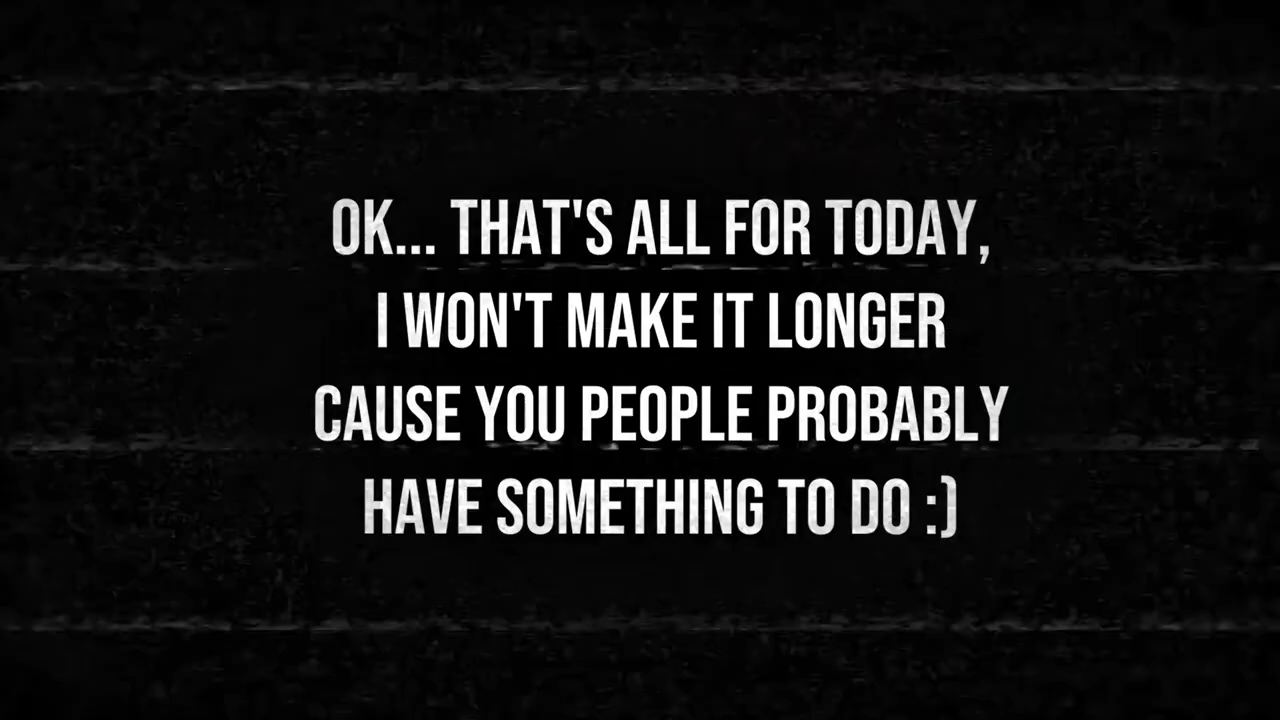 OK... THAT'S ALL FOR TODAY,
I WON'T MAKE IT LONGER
CAUSE YOU PEOPLE PROBABLY
HAVE SOMETHING TO DO :)